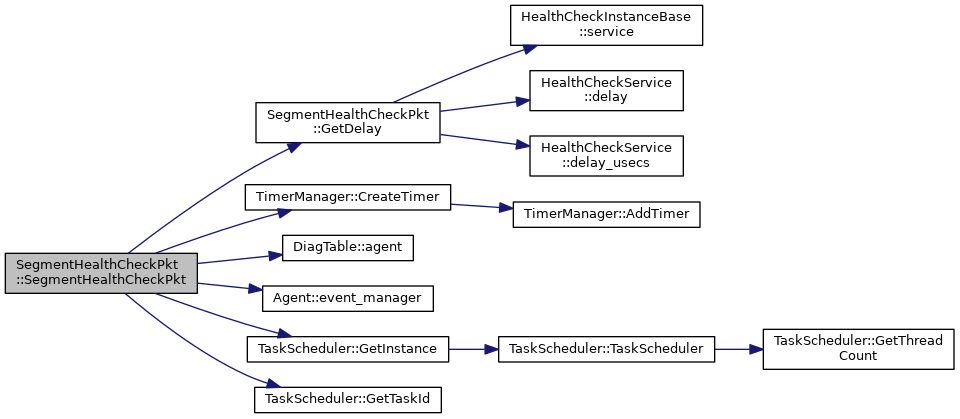 HealthCheckInstanceBase
::service
HealthCheckService
::delay
SegmentHealthCheckPkt
::GetDelay
HealthCheckService
::delay_usecs
TimerManager::CreateTimer
TimerManager::AddTimer
DiagTable::agent
SegmentHealthCheckPkt
::SegmentHealthCheckPkt
Agent::event_manager
TaskScheduler::GetInstance
TaskScheduler::TaskScheduler
TaskScheduler::GetThread
Count
TaskScheduler::GetTaskId